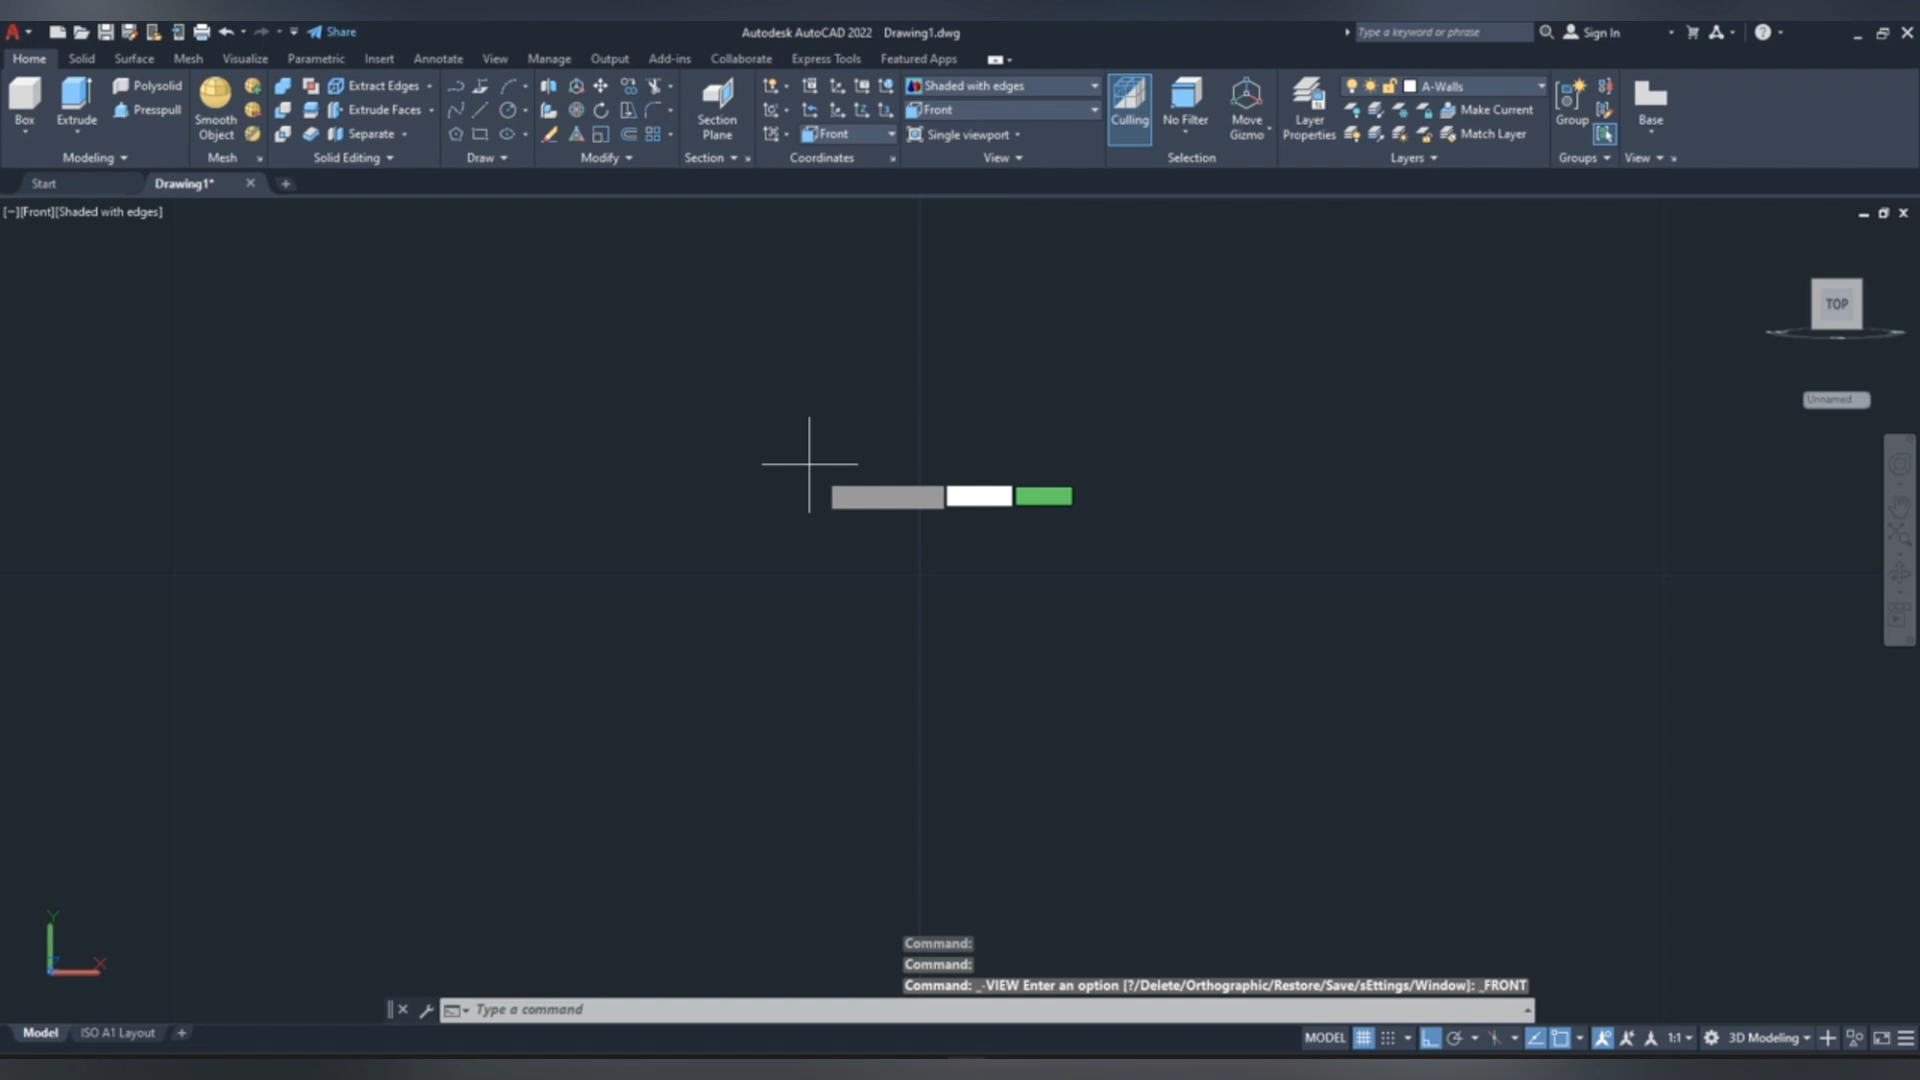 Share
Autodesk AutoCAD 2022 Drawing1.dwg
Type a keyword or phrase
Sign In
Home Solid Surface Mesh Visualize Parametric Insert Annotate View Manage Output Add-ins Collaborate Express Tools Featured Apps
Box
Extrude
Polysolid
Presspull
Modeling
Smooth
Object
Mesh
Extract Edges
Extrude Faces
Separate
Solid Editing
Draw
Modify
Section
Plane
Section
Front
Coordinates
Shaded with edges
Front
Single viewport
View
Culling
No Filter
Move
Gizmo
Selection
Layer
Properties
A-Walls
Make Current
Match Layer
Layers
Group
Groups
Base
View
Start
Drawing1*
[−][Front][Shaded with edges]
TOP
Unnamed
Y
X
Command:
Command:
Command: _-VIEW Enter an option [?/Delete/Orthographic/Restore/Save/sEttings/Window]: _FRONT
Type a command
Model
ISO A1 Layout
MODEL
1:1
3D Modeling